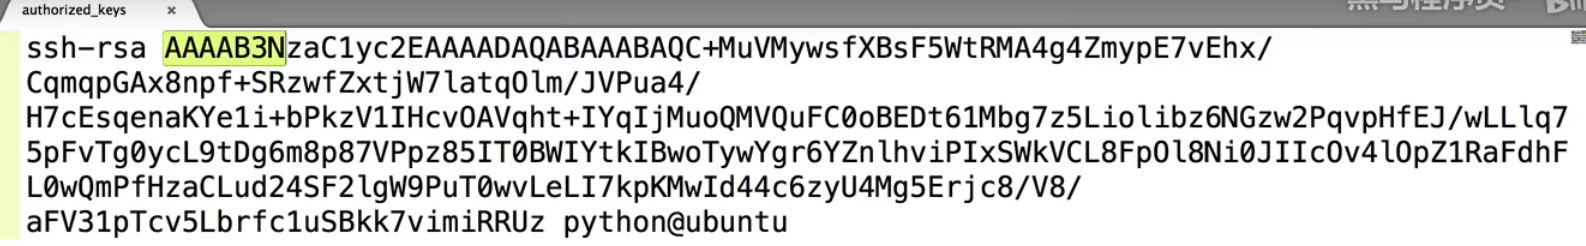 authorized_keys ×
ssh-rsa AAAAB3NzaC1yc2EAAAADAQABAAABAQC+MuVMywsfXBsF5WtRMA4g4ZmypE7vEhx/
CqmqpGAx8npf+SRzwfZxtjW7latqOlm/JVPua4/
H7cEsqenaKYe1i+bPkzV1IHcvOAVqht+IYqIjMuoQMVQuFC0oBEDt61Mbg7z5Liolibz6NGzw2PqvpHfEJ/wLLlq7
5pFvTg0ycL9tDg6m8p87VPpz85IT0BWIYtkIBwoTywYgr6YZnlhviPIxSWkVCL8FpOl8Ni0JIIcOv4lOpZ1RaFdhF
L0wQmPfHzaCLud24SF2lgW9PuT0wvLeLI7kpKMwId44c6zyU4Mg5Erjc8/V8/
aFV31pTcv5Lbrfc1uSBkk7vimiRRUz python@ubuntu